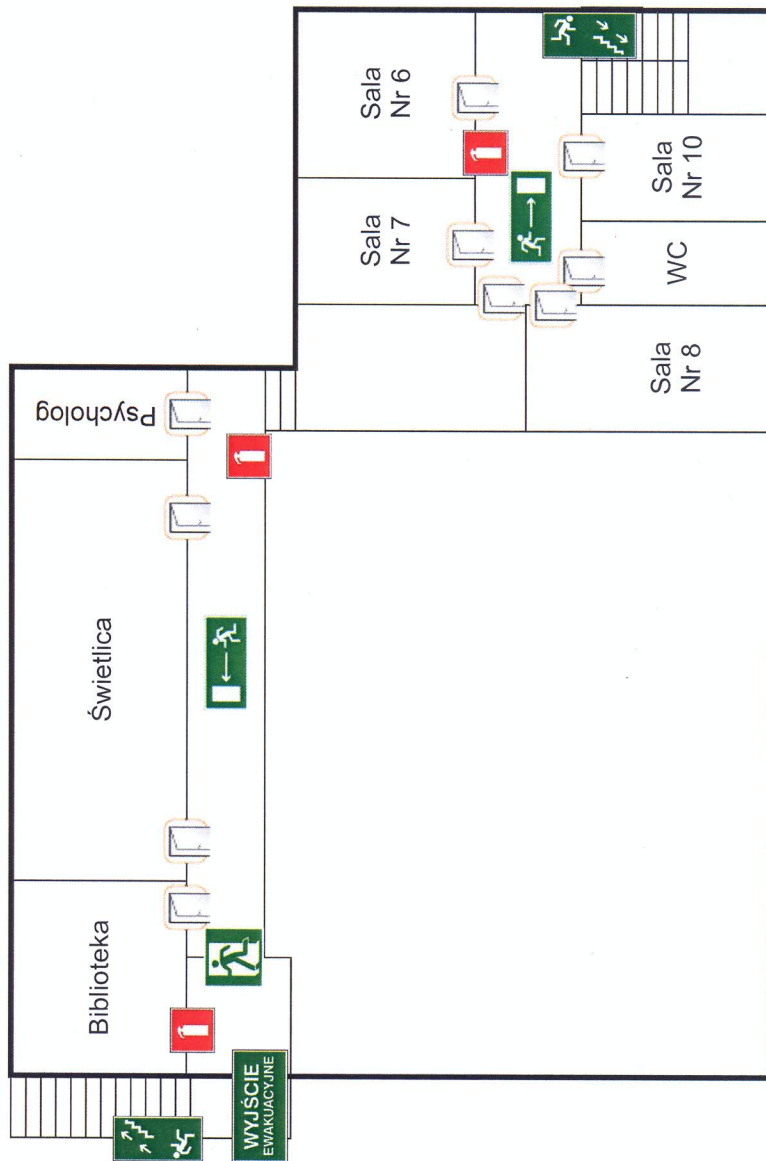 Psycholog
Świetlica
Biblioteka
WYJŚCIE
EWAKUACYJNE
Sala
Nr 6
Sala
Nr 7
Sala
Nr 8
WC
Sala
Nr 10